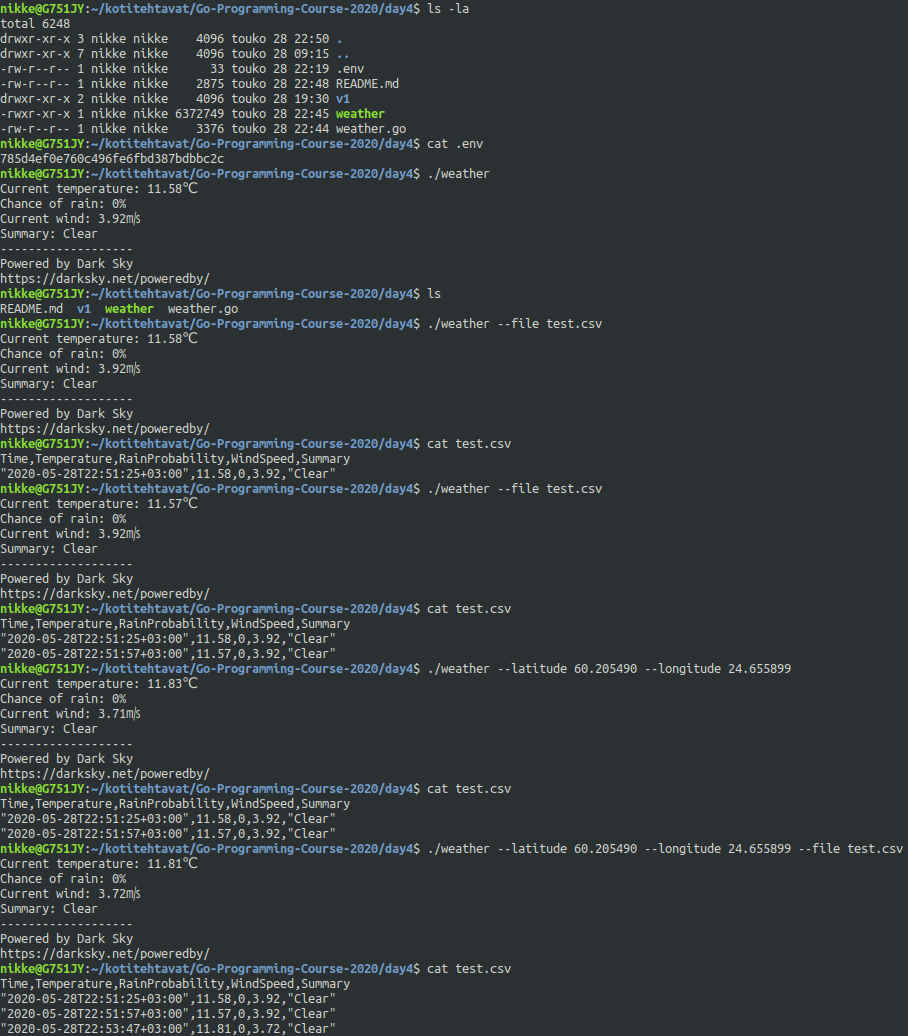 nikke@G751JY:~/kotitehtavat/Go-Programming-Course-2020/day4$ ls -la
total 6248
drwxr-xr-x 3 nikke nikke    4096 touko 28 22:50 .
drwxr-xr-x 7 nikke nikke    4096 touko 28 09:15 ..
-rw-r--r-- 1 nikke nikke      33 touko 28 22:19 .env
-rw-r--r-- 1 nikke nikke    2875 touko 28 22:48 README.md
drwxr-xr-x 2 nikke nikke    4096 touko 28 19:30 v1
-rwxr-xr-x 1 nikke nikke 6372749 touko 28 22:45 weather
-rw-r--r-- 1 nikke nikke    3376 touko 28 22:44 weather.go
nikke@G751JY:~/kotitehtavat/Go-Programming-Course-2020/day4$ cat .env
785d4ef0e760c496fe6fbd387bdbbc2c
nikke@G751JY:~/kotitehtavat/Go-Programming-Course-2020/day4$ ./weather
Current temperature: 11.58℃
Chance of rain: 0%
Current wind: 3.92㎧
Summary: Clear
-------------------
Powered by Dark Sky
https://darksky.net/poweredby/
nikke@G751JY:~/kotitehtavat/Go-Programming-Course-2020/day4$ ls
README.md  v1  weather  weather.go
nikke@G751JY:~/kotitehtavat/Go-Programming-Course-2020/day4$ ./weather --file test.csv
Current temperature: 11.58℃
Chance of rain: 0%
Current wind: 3.92㎧
Summary: Clear
-------------------
Powered by Dark Sky
https://darksky.net/poweredby/
nikke@G751JY:~/kotitehtavat/Go-Programming-Course-2020/day4$ cat test.csv
Time,Temperature,RainProbability,WindSpeed,Summary
"2020-05-28T22:51:25+03:00",11.58,0,3.92,"Clear"
nikke@G751JY:~/kotitehtavat/Go-Programming-Course-2020/day4$ ./weather --file test.csv
Current temperature: 11.57℃
Chance of rain: 0%
Current wind: 3.92㎧
Summary: Clear
-------------------
Powered by Dark Sky
https://darksky.net/poweredby/
nikke@G751JY:~/kotitehtavat/Go-Programming-Course-2020/day4$ cat test.csv
Time,Temperature,RainProbability,WindSpeed,Summary
"2020-05-28T22:51:25+03:00",11.58,0,3.92,"Clear"
"2020-05-28T22:51:57+03:00",11.57,0,3.92,"Clear"
nikke@G751JY:~/kotitehtavat/Go-Programming-Course-2020/day4$ ./weather --latitude 60.205490 --longitude 24.655899
Current temperature: 11.83℃
Chance of rain: 0%
Current wind: 3.71㎧
Summary: Clear
-------------------
Powered by Dark Sky
https://darksky.net/poweredby/
nikke@G751JY:~/kotitehtavat/Go-Programming-Course-2020/day4$ cat test.csv
Time,Temperature,RainProbability,WindSpeed,Summary
"2020-05-28T22:51:25+03:00",11.58,0,3.92,"Clear"
"2020-05-28T22:51:57+03:00",11.57,0,3.92,"Clear"
nikke@G751JY:~/kotitehtavat/Go-Programming-Course-2020/day4$ ./weather --latitude 60.205490 --longitude 24.655899 --file test.csv
Current temperature: 11.81℃
Chance of rain: 0%
Current wind: 3.72㎧
Summary: Clear
-------------------
Powered by Dark Sky
https://darksky.net/poweredby/
nikke@G751JY:~/kotitehtavat/Go-Programming-Course-2020/day4$ cat test.csv
Time,Temperature,RainProbability,WindSpeed,Summary
"2020-05-28T22:51:25+03:00",11.58,0,3.92,"Clear"
"2020-05-28T22:51:57+03:00",11.57,0,3.92,"Clear"
"2020-05-28T22:53:47+03:00",11.81,0,3.72,"Clear"